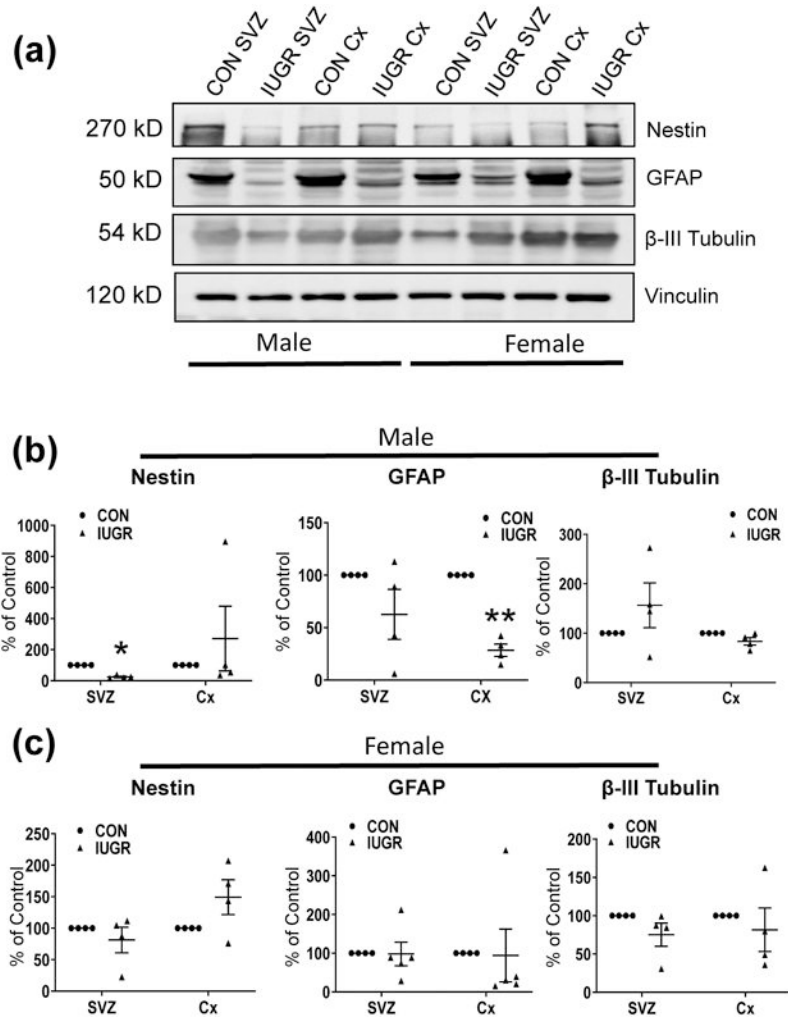 (a)
CON SVZ IUGR SVZ CON Cx IUGR Cx CON SVZ IUGR SVZ CON Cx IUGR Cx
270 kD Nestin
50 kD GFAP
54 kD β-III Tubulin
120 kD Vinculin
Male Female
(b) Male
Nestin GFAP β-III Tubulin
% of Control
1000
800
600
400
200
0
CON
IUGR
*
SVZ Cx
% of Control
150
100
50
0
CON
IUGR
**
SVZ CX
% of Control
300
200
100
0
CON
IUGR
SVZ Cx
(c) Female
Nestin GFAP β-III Tubulin
% of Control
250
200
150
100
50
0
CON
IUGR
SVZ Cx
% of Control
400
300
200
100
0
CON
IUGR
SVZ Cx
% of Control
200
150
100
50
0
CON
IUGR
SVZ Cx